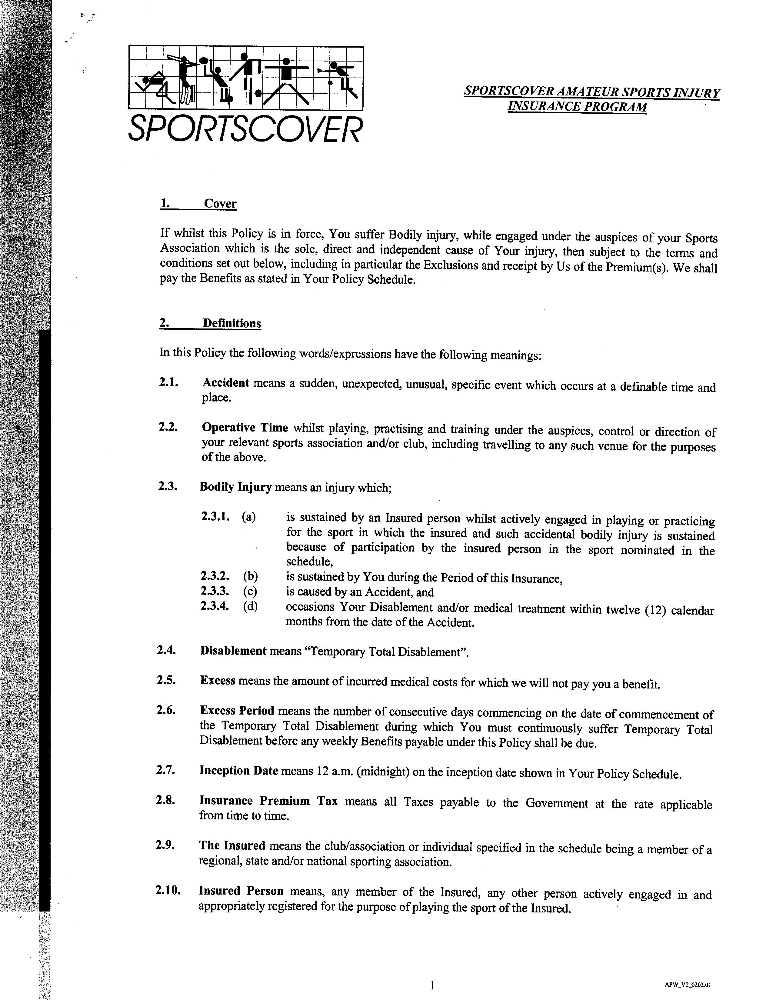 SPORTSCOVER
SPORTSCOVER AMATEUR SPORTS INJURY
INSURANCE PROGRAM
1. Cover
If whilst this Policy is in force, You suffer Bodily injury, while engaged under the auspices of your Sports
Association which is the sole, direct and independent cause of Your injury, then subject to the terms and
conditions set out below, including in particular the Exclusions and receipt by Us of the Premium(s). We shall
pay the Benefits as stated in Your Policy Schedule.
2. Definitions
In this Policy the following words/expressions have the following meanings:
2.1. Accident means a sudden, unexpected, unusual, specific event which occurs at a definable time and
place.
2.2. Operative Time whilst playing, practising and training under the auspices, control or direction of
your relevant sports association and/or club, including travelling to any such venue for the purposes
of the above.
2.3. Bodily Injury means an injury which;
2.3.1. (a) is sustained by an Insured person whilst actively engaged in playing or practicing
for the sport in which the insured and such accidental bodily injury is sustained
because of participation by the insured person in the sport nominated in the
schedule,
2.3.2. (b) is sustained by You during the Period of this Insurance,
2.3.3. (c) is caused by an Accident, and
2.3.4. (d) occasions Your Disablement and/or medical treatment within twelve (12) calendar
months from the date of the Accident.
2.4. Disablement means “Temporary Total Disablement”.
2.5. Excess means the amount of incurred medical costs for which we will not pay you a benefit.
2.6. Excess Period means the number of consecutive days commencing on the date of commencement of
the Temporary Total Disablement during which You must continuously suffer Temporary Total
Disablement before any weekly Benefits payable under this Policy shall be due.
2.7. Inception Date means 12 a.m. (midnight) on the inception date shown in Your Policy Schedule.
2.8. Insurance Premium Tax means all Taxes payable to the Government at the rate applicable
from time to time.
2.9. The Insured means the club/association or individual specified in the schedule being a member of a
regional, state and/or national sporting association.
2.10. Insured Person means, any member of the Insured, any other person actively engaged in and
appropriately registered for the purpose of playing the sport of the Insured.
1
APW_V2_0202.01